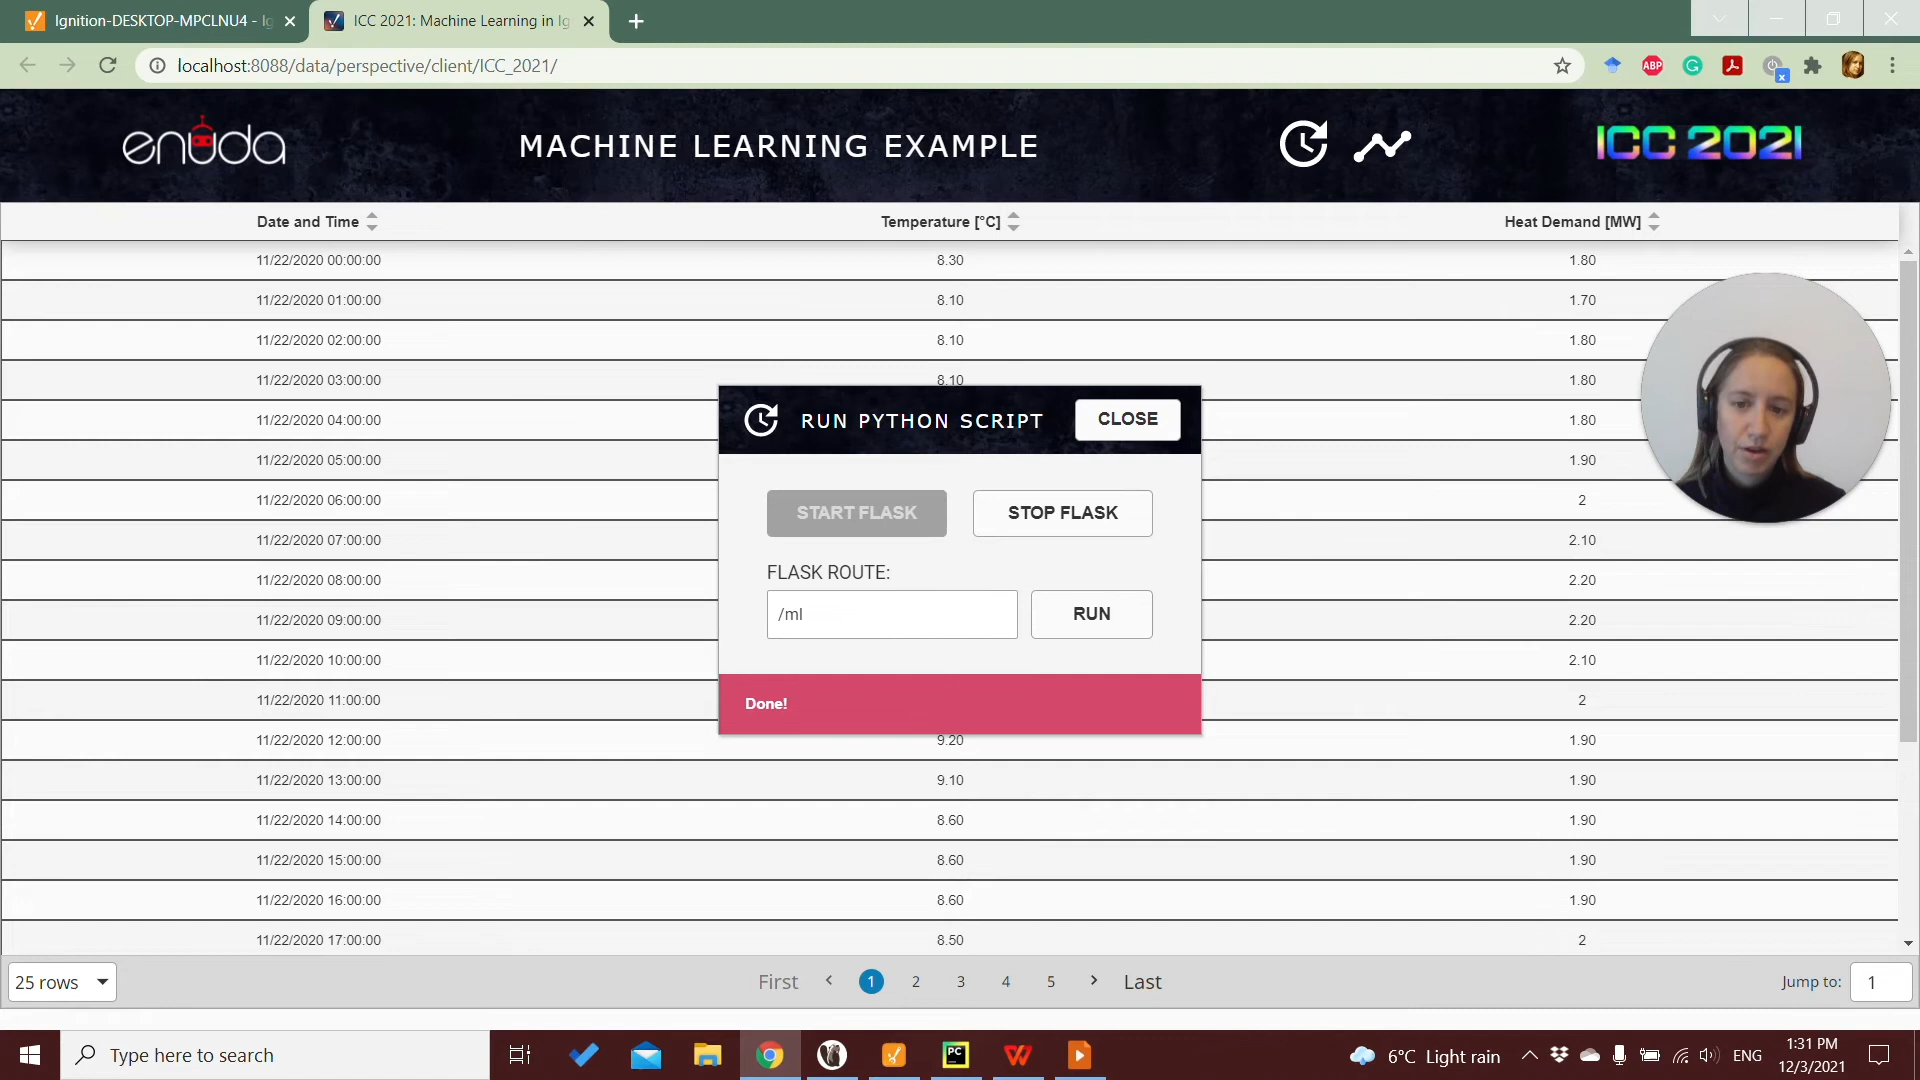 Ignition-DESKTOP-MPCLNU4 - Ig
ICC 2021: Machine Learning in Ig
localhost:8088/data/perspective/client/ICC_2021/
ABP
enuda
MACHINE LEARNING EXAMPLE
ICC 2021
Date and Time Temperature [°C] Heat Demand [MW]
11/22/2020 00:00:00 8.30 1.80
11/22/2020 01:00:00 8.10 1.70
11/22/2020 02:00:00 8.10 1.80
11/22/2020 03:00:00 8.10 1.80
11/22/2020 04:00:00 1.80
11/22/2020 05:00:00 1.90
11/22/2020 06:00:00 2
11/22/2020 07:00:00 2.10
11/22/2020 08:00:00 2.20
11/22/2020 09:00:00 2.20
11/22/2020 10:00:00 2.10
11/22/2020 11:00:00 2
11/22/2020 12:00:00 9.20 1.90
11/22/2020 13:00:00 9.10 1.90
11/22/2020 14:00:00 8.60 1.90
11/22/2020 15:00:00 8.60 1.90
11/22/2020 16:00:00 8.60 1.90
11/22/2020 17:00:00 8.50 2
RUN PYTHON SCRIPT CLOSE
START FLASK STOP FLASK
FLASK ROUTE:
/ml RUN
Done!
25 rows First 1 2 3 4 5 Last Jump to: 1
Type here to search
PC
6°C Light rain ENG
1:31 PM
12/3/2021